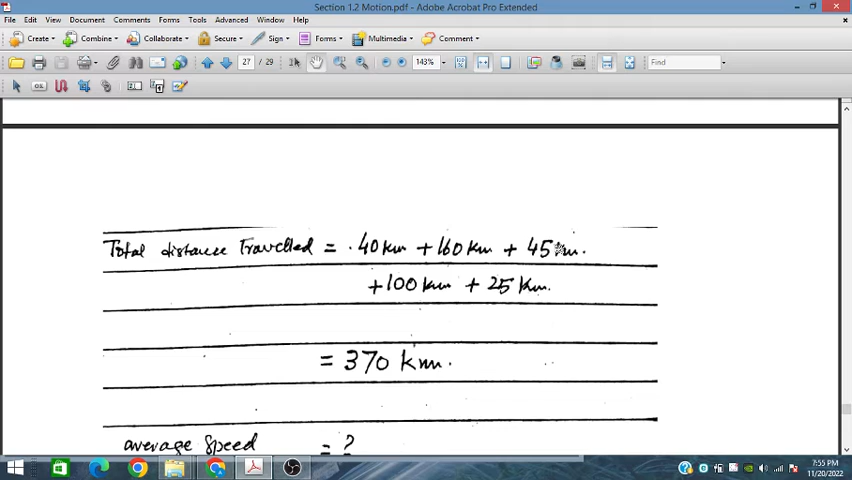 Section 1.2 Motion.pdf - Adobe Acrobat Pro Extended
File Edit View Document Comments Forms Tools Advanced Window Help
Create Combine Collaborate Secure Sign Forms Multimedia Comment
27 / 29 143% Find
Total distance Travelled = 40 km + 160 km + 45 km.
+ 100 km + 25 km.
= 370 km.
average Speed = ?
7:55 PM
11/20/2022